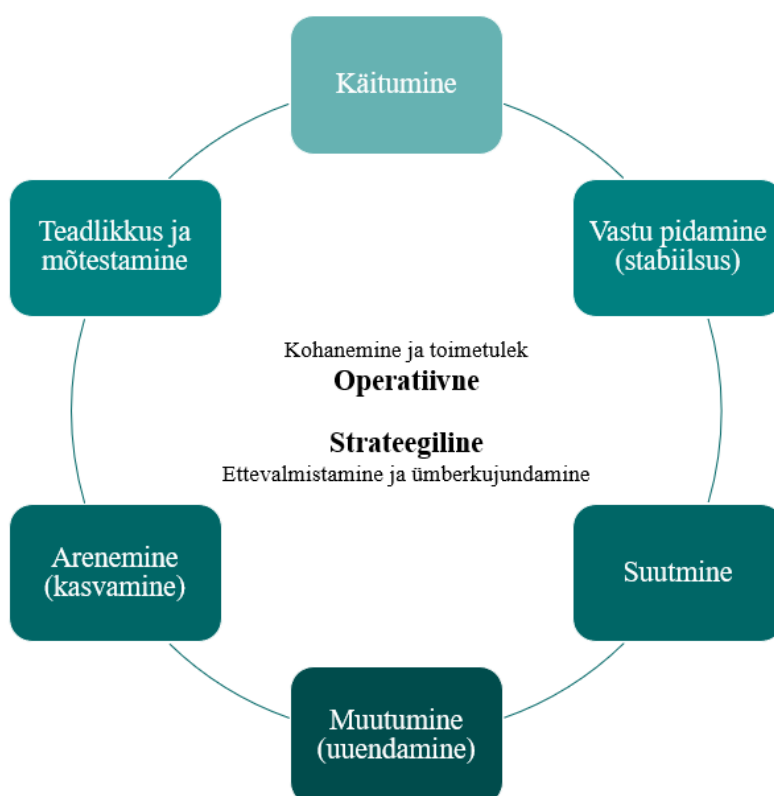 Käitumine
Teadlikkus ja
mõtestamine
Vastu pidamine
(stabiilsus)
Kohanemine ja toimetulek
Operatiivne
Strateegiline
Ettevalmistamine ja ümberkujundamine
Arenemine
(kasvamine)
Suutmine
Muutumine
(uuendamine)